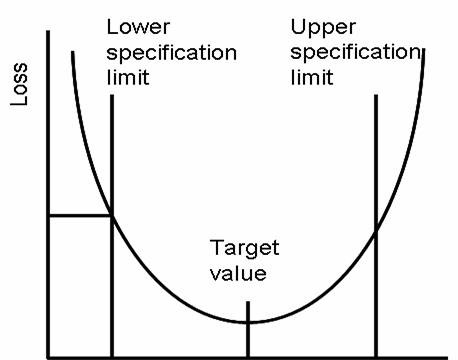 Loss
Lower
specification
limit
Upper
specification
limit
Target
value